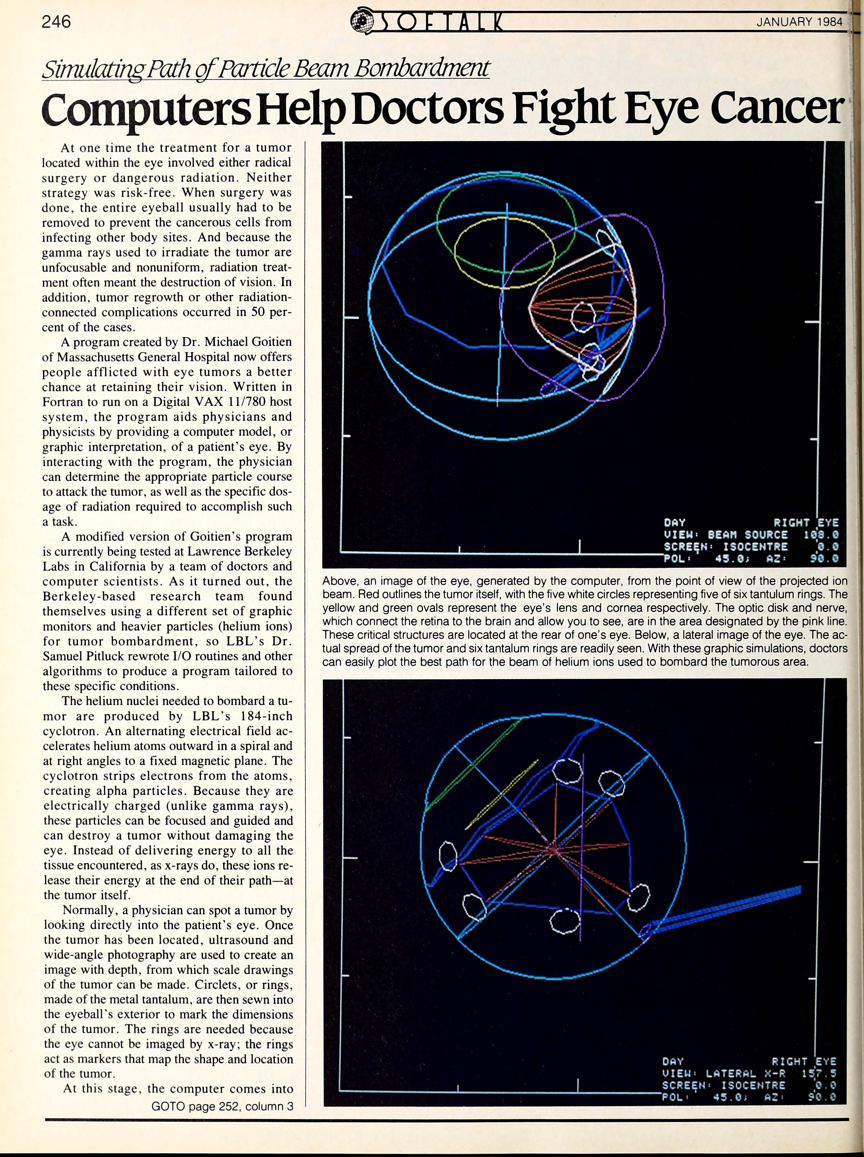 246
SOFTALK
JANUARY 1984
Simulating Path of Particle Beam Bombardment
Computers Help Doctors Fight Eye Cancer
At one time the treatment for a tumor
located within the eye involved either radical
surgery or dangerous radiation. Neither
strategy was risk-free. When surgery was
done, the entire eyeball usually had to be
removed to prevent the cancerous cells from
infecting other body sites. And because the
gamma rays used to irradiate the tumor are
unfocusable and nonuniform, radiation treat-
ment often meant the destruction of vision. In
addition, tumor regrowth or other radiation-
connected complications occurred in 50 per-
cent of the cases.
A program created by Dr. Michael Goitien
of Massachusetts General Hospital now offers
people afflicted with eye tumors a better
chance at retaining their vision. Written in
Fortran to run on a Digital VAX 11/780 host
system, the program aids physicians and
physicists by providing a computer model, or
graphic interpretation, of a patient's eye. By
interacting with the program, the physician
can determine the appropriate particle course
to attack the tumor, as well as the specific dos-
age of radiation required to accomplish such
a task.
A modified version of Goitien's program
is currently being tested at Lawrence Berkeley
Labs in California by a team of doctors and
computer scientists. As it turned out, the
Berkeley-based research team found
themselves using a different set of graphic
monitors and heavier particles (helium ions)
for tumor bombardment, so LBL's Dr.
Samuel Pitluck rewrote I/O routines and other
algorithms to produce a program tailored to
these specific conditions.
The helium nuclei needed to bombard a tu-
mor are produced by LBL's 184-inch
cyclotron. An alternating electrical field ac-
celerates helium atoms outward in a spiral and
at right angles to a fixed magnetic plane. The
cyclotron strips electrons from the atoms,
creating alpha particles. Because they are
electrically charged (unlike gamma rays),
these particles can be focused and guided and
can destroy a tumor without damaging the
eye. Instead of delivering energy to all the
tissue encountered, as x-rays do, these ions re-
lease their energy at the end of their path—at
the tumor itself.
Normally, a physician can spot a tumor by
looking directly into the patient's eye. Once
the tumor has been located, ultrasound and
wide-angle photography are used to create an
image with depth, from which scale drawings
of the tumor can be made. Circlets, or rings,
made of the metal tantalum, are then sewn into
the eyeball's exterior to mark the dimensions
of the tumor. The rings are needed because
the eye cannot be imaged by x-ray; the rings
act as markers that map the shape and location
of the tumor.
At this stage, the computer comes into
GOTO page 252, column 3
DAY RIGHT EYE
VIEW: BEAM SOURCE 108.0
SCREEN: ISOCENTRE 0.0
POL: 45.0; AZ: 90.0
Above, an image of the eye, generated by the computer, from the point of view of the projected ion
beam. Red outlines the tumor itself, with the five white circles representing five of six tantulum rings. The
yellow and green ovals represent the eye's lens and cornea respectively. The optic disk and nerve,
which connect the retina to the brain and allow you to see, are in the area designated by the pink line.
These critical structures are located at the rear of one's eye. Below, a lateral image of the eye. The ac-
tual spread of the tumor and six tantalum rings are readily seen. With these graphic simulations, doctors
can easily plot the best path for the beam of helium ions used to bombard the tumorous area.
DAY RIGHT EYE
VIEW: LATERAL X-R 157.5
SCREEN: ISOCENTRE 0.0
POL: 45.0; AZ: 90.0